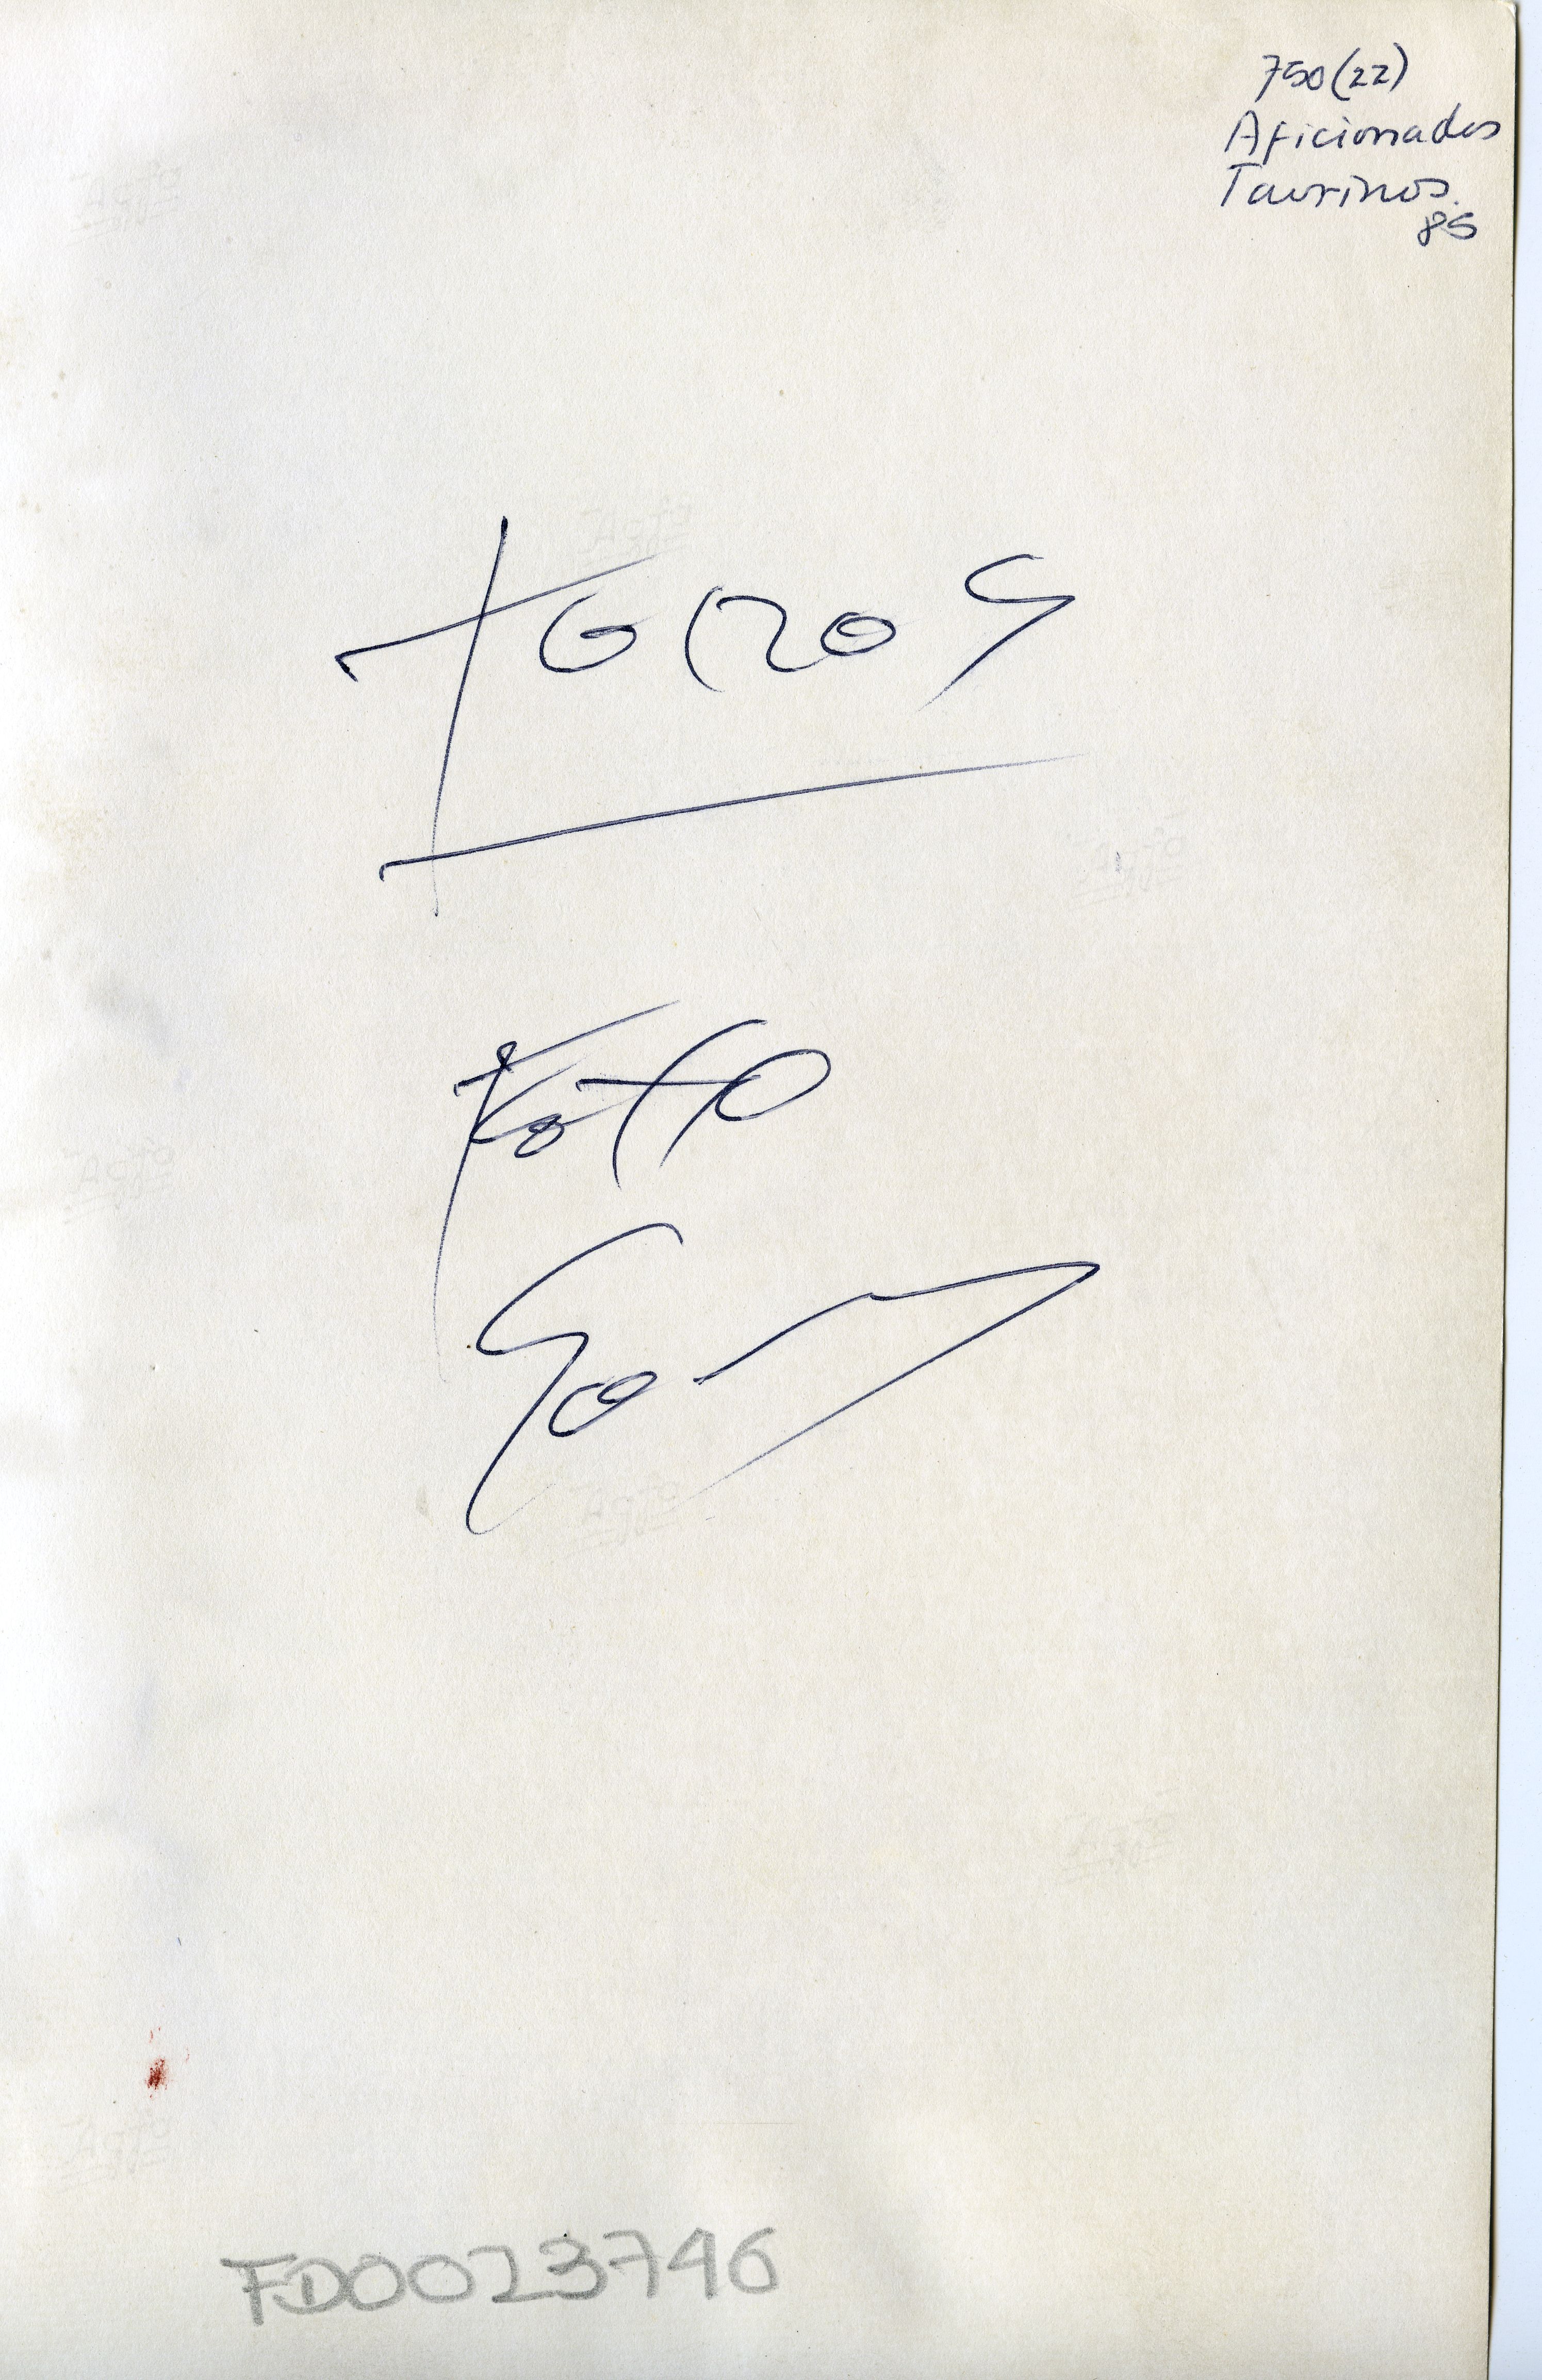 750(22)
Aficionados
Taurinos.
85
toros
Foto
FD0023746